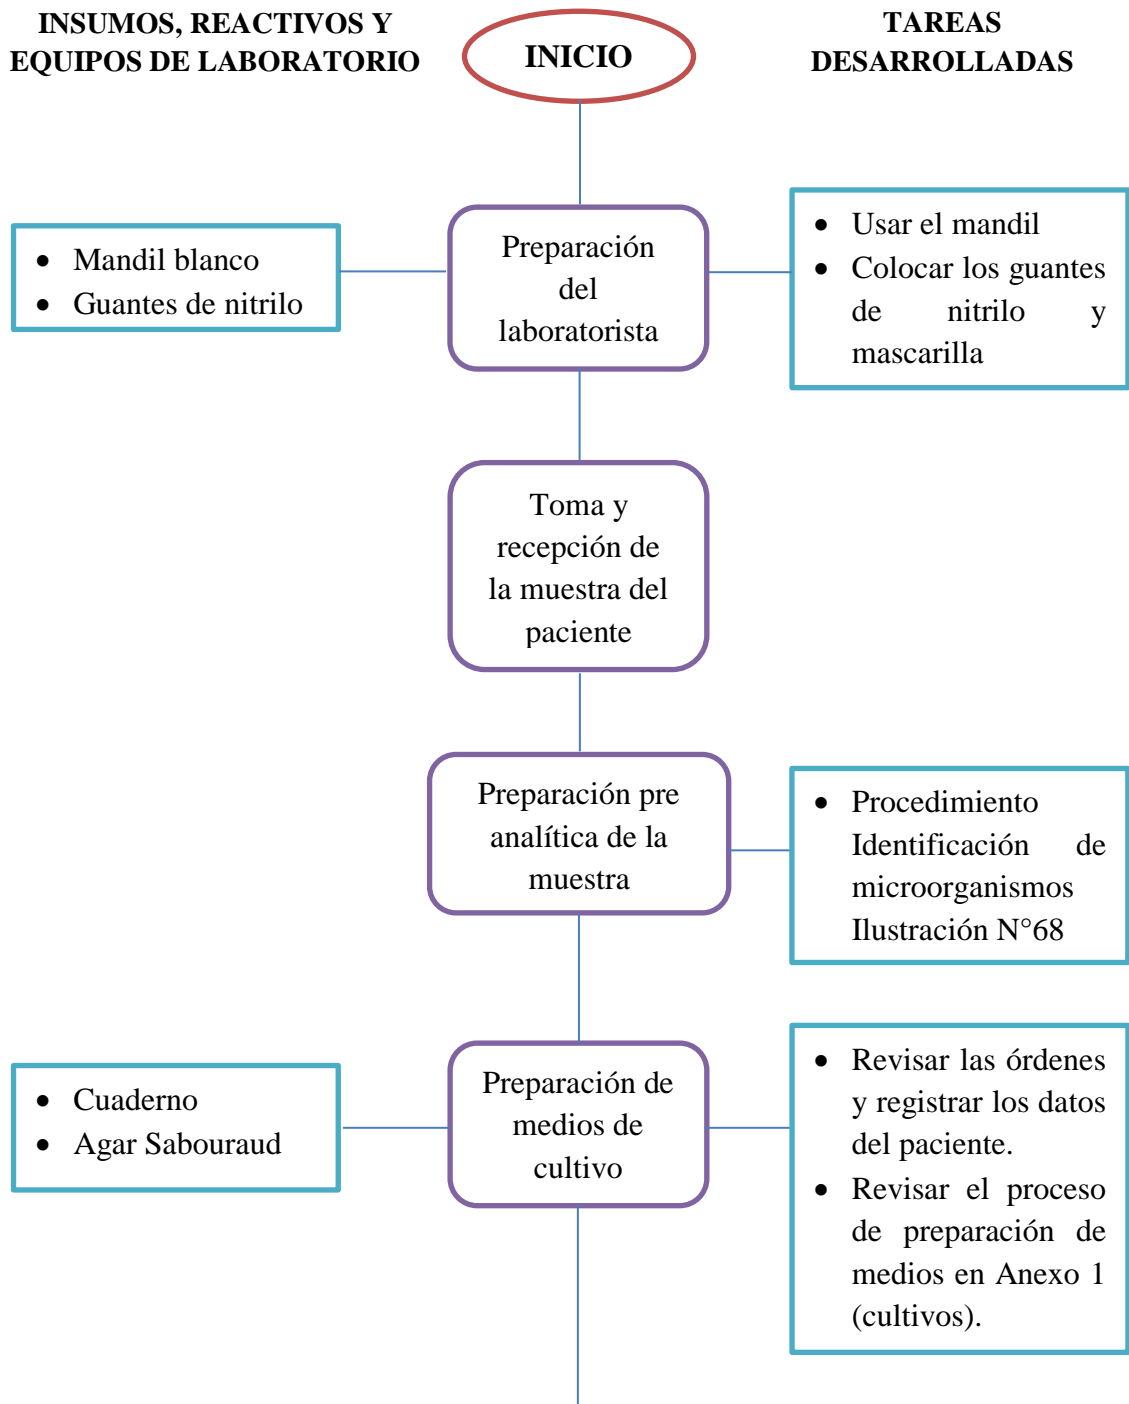 INSUMOS, REACTIVOS Y
EQUIPOS DE LABORATORIO
INICIO
TAREAS
DESARROLLADAS
• Mandil blanco
• Guantes de nitrilo
Preparación
del
laboratorista
• Usar el mandil
• Colocar los guantes
de nitrilo y
mascarilla
Toma y
recepción de
la muestra del
paciente
Preparación pre
analítica de la
muestra
• Procedimiento
Identificación de
microorganismos
Ilustración N°68
• Cuaderno
• Agar Sabouraud
Preparación de
medios de
cultivo
• Revisar las órdenes
y registrar los datos
del paciente.
• Revisar el proceso
de preparación de
medios en Anexo 1
(cultivos).